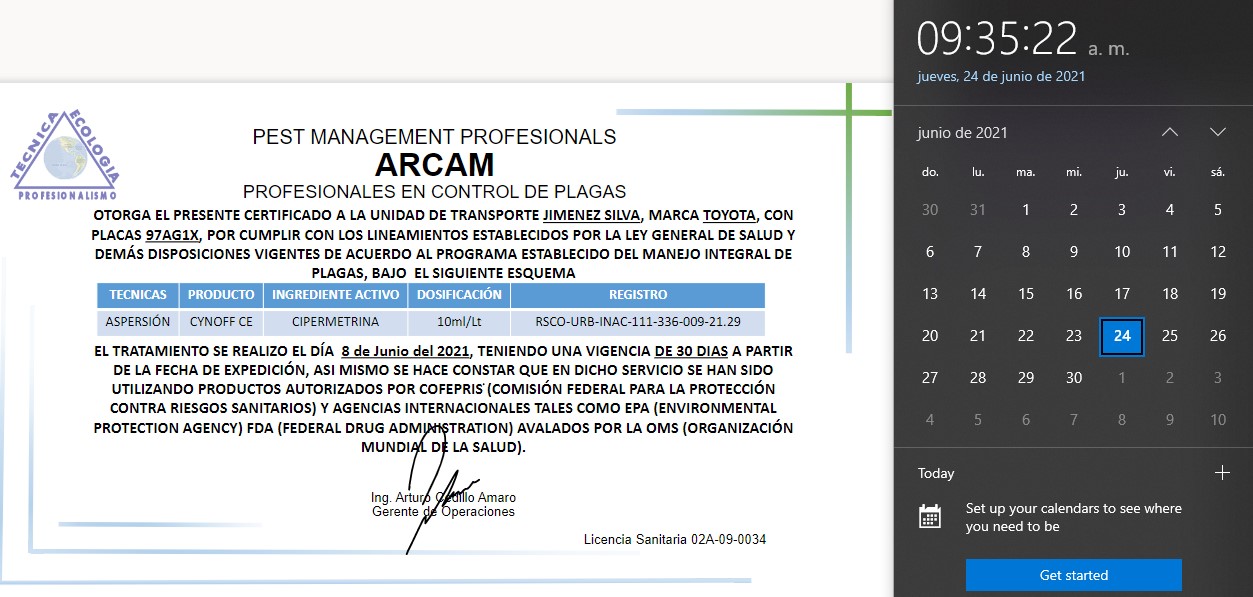 TECNICA
ECOLOGIA
PROFESIONALISMO
PEST MANAGEMENT PROFESIONALS
ARCAM
PROFESIONALES EN CONTROL DE PLAGAS
OTORGA EL PRESENTE CERTIFICADO A LA UNIDAD DE TRANSPORTE JIMENEZ SILVA, MARCA TOYOTA, CON
PLACAS 97AG1X, POR CUMPLIR CON LOS LINEAMIENTOS ESTABLECIDOS POR LA LEY GENERAL DE SALUD Y
DEMÁS DISPOSICIONES VIGENTES DE ACUERDO AL PROGRAMA ESTABLECIDO DEL MANEJO INTEGRAL DE
PLAGAS, BAJO EL SIGUIENTE ESQUEMA
TECNICAS PRODUCTO INGREDIENTE ACTIVO DOSIFICACIÓN REGISTRO
ASPERSIÓN CYNOFF CE CIPERMETRINA 10ml/Lt RSCO-URB-INAC-111-336-009-21.29
EL TRATAMIENTO SE REALIZO EL DÍA 8 de Junio del 2021, TENIENDO UNA VIGENCIA DE 30 DIAS A PARTIR
DE LA FECHA DE EXPEDICIÓN, ASI MISMO SE HACE CONSTAR QUE EN DICHO SERVICIO SE HAN SIDO
UTILIZANDO PRODUCTOS AUTORIZADOS POR COFEPRIS (COMISIÓN FEDERAL PARA LA PROTECCIÓN
CONTRA RIESGOS SANITARIOS) Y AGENCIAS INTERNACIONALES TALES COMO EPA (ENVIRONMENTAL
PROTECTION AGENCY) FDA (FEDERAL DRUG ADMINISTRATION) AVALADOS POR LA OMS (ORGANIZACIÓN
MUNDIAL DE LA SALUD).
Ing. Arturo Cedillo Amaro
Gerente de Operaciones
Licencia Sanitaria 02A-09-0034
09:35:22 a. m.
jueves, 24 de junio de 2021
junio de 2021
do. lu. ma. mi. ju. vi. sá.
30 31 1 2 3 4 5
6 7 8 9 10 11 12
13 14 15 16 17 18 19
20 21 22 23 24 25 26
27 28 29 30 1 2 3
4 5 6 7 8 9 10
Today
Set up your calendars to see where
you need to be
Get started